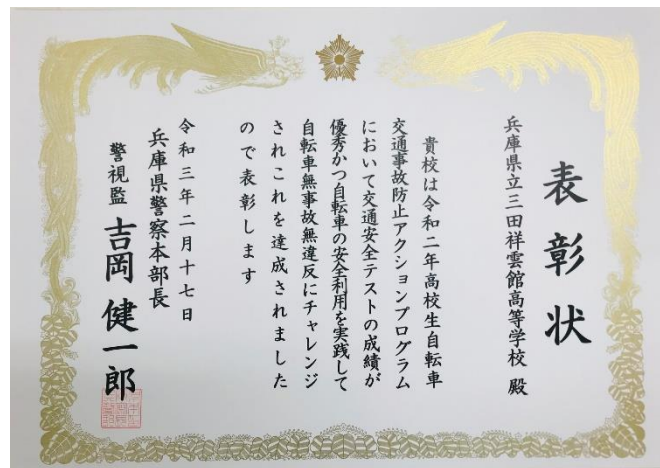 表彰状
兵庫県立三田祥雲館高等学校 殿
貴校は令和二年高校生自転車
交通事故防止アクションプログラム
において交通安全テストの成績が
優秀かつ自転車の安全利用を実践して
自転車無事故無違反にチャレンジ
されこれを達成されました
ので表彰します
令和三年二月十七日
兵庫県警察本部長
警視監 吉岡健一郎